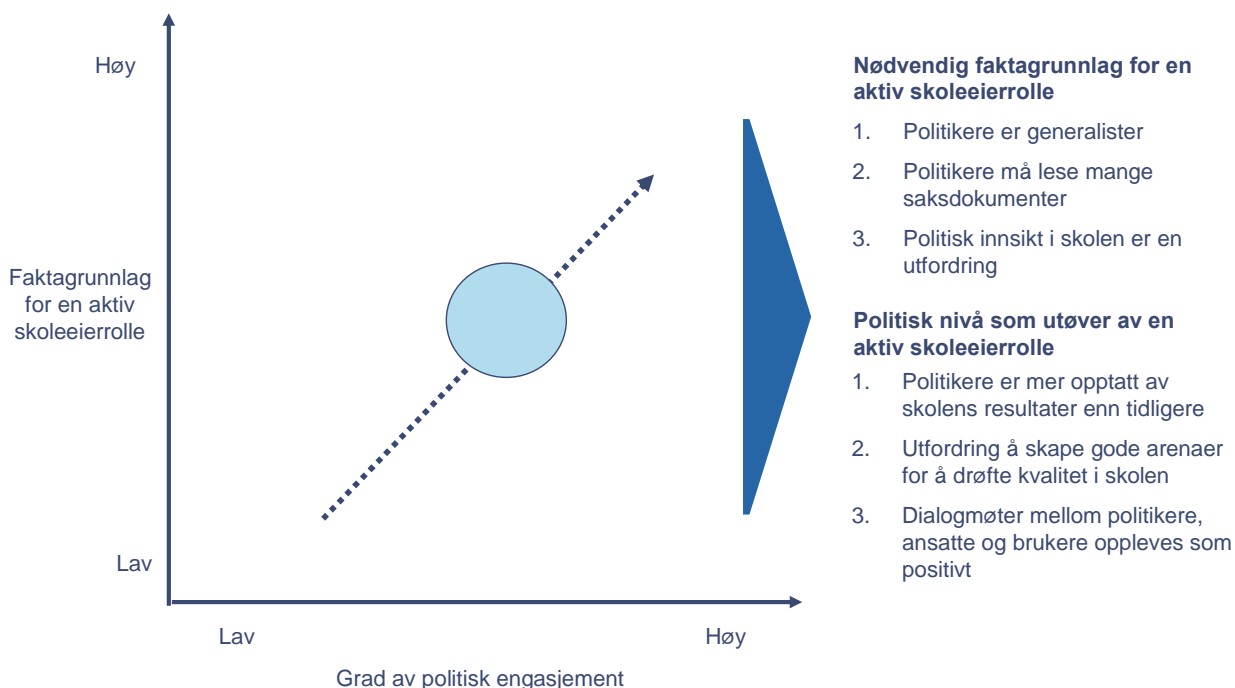 Høy
Faktagrunnlag
for en aktiv
skoleeierrolle
Lav
Lav
Høy
Grad av politisk engasjement
Nødvendig faktagrunnlag for en
aktiv skoleeierrolle
1. Politikere er generalister
2. Politikere må lese mange
saksdokumenter
3. Politisk innsikt i skolen er en
utfordring
Politisk nivå som utøver av en
aktiv skoleeierrolle
1. Politikere er mer opptatt av
skolens resultater enn tidligere
2. Utfordring å skape gode arenaer
for å drøfte kvalitet i skolen
3. Dialogmøter mellom politikere,
ansatte og brukere oppleves som
positivt